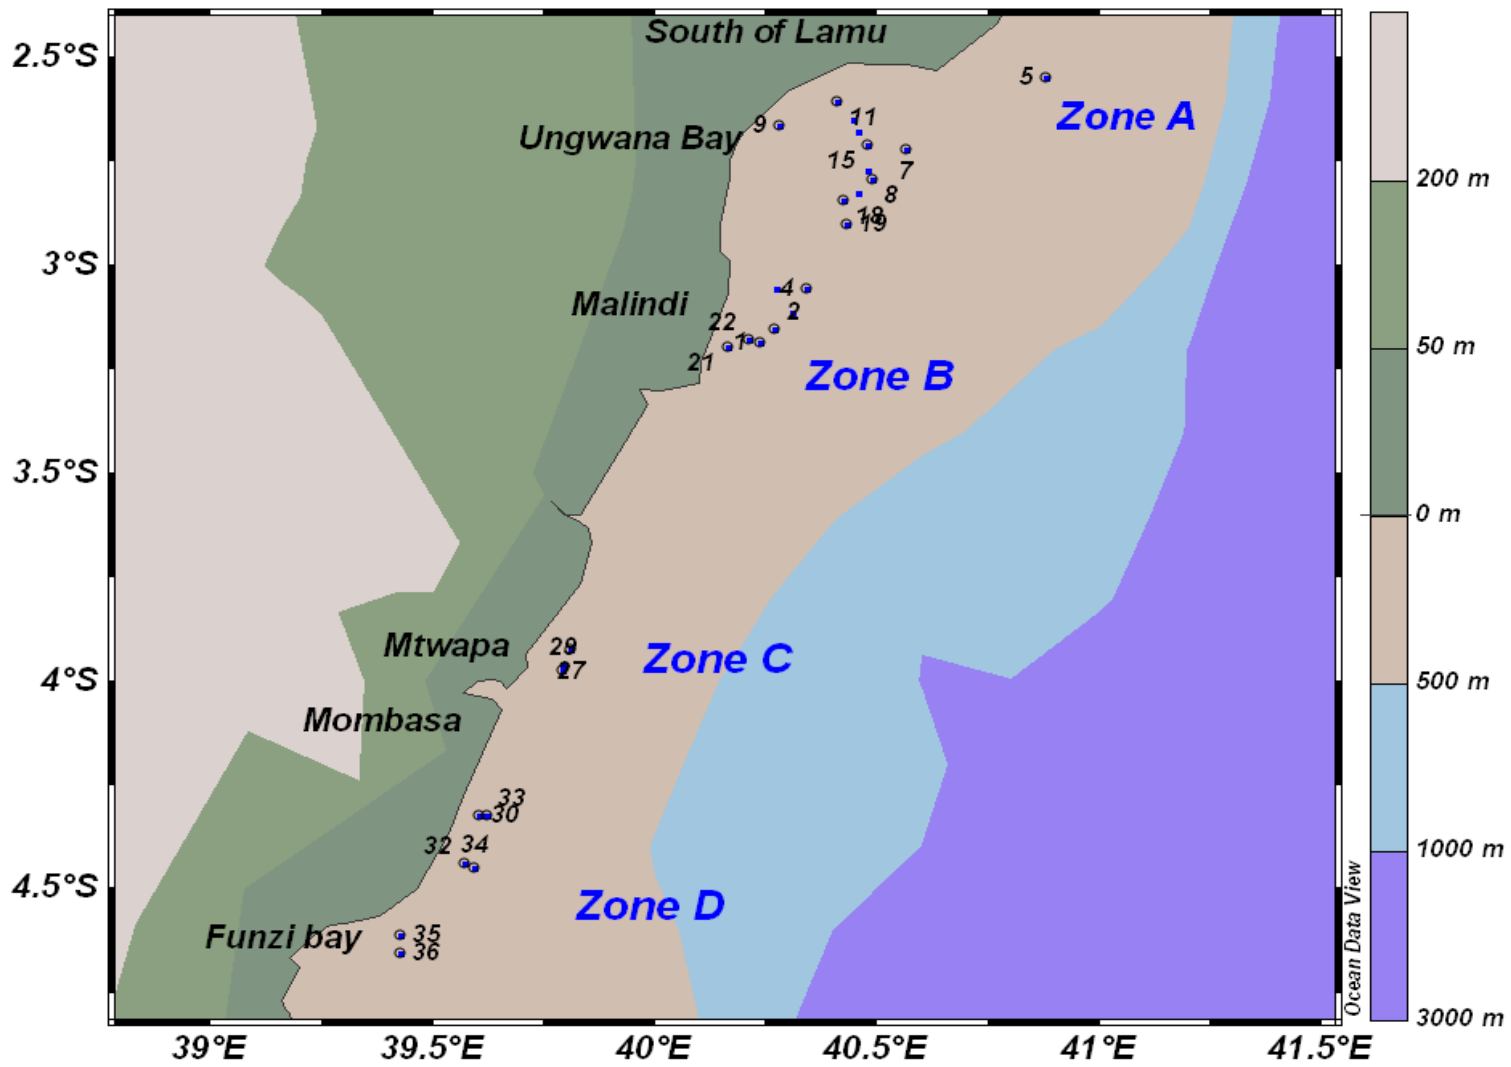 South of Lamu
2.5°S
5
Zone A
11
9
Ungwana Bay
15
7
200 m
8
18
19
3°S
4
Malindi
2
22
1
50 m
21
Zone B
3.5°S
0 m
29
Mtwapa
Zone C
27
4°S
500 m
Mombasa
33
30
32
34
1000 m
4.5°S
Zone D
Ocean Data View
Funzi bay
35
36
3000 m
39°E
39.5°E
40°E
40.5°E
41°E
41.5°E